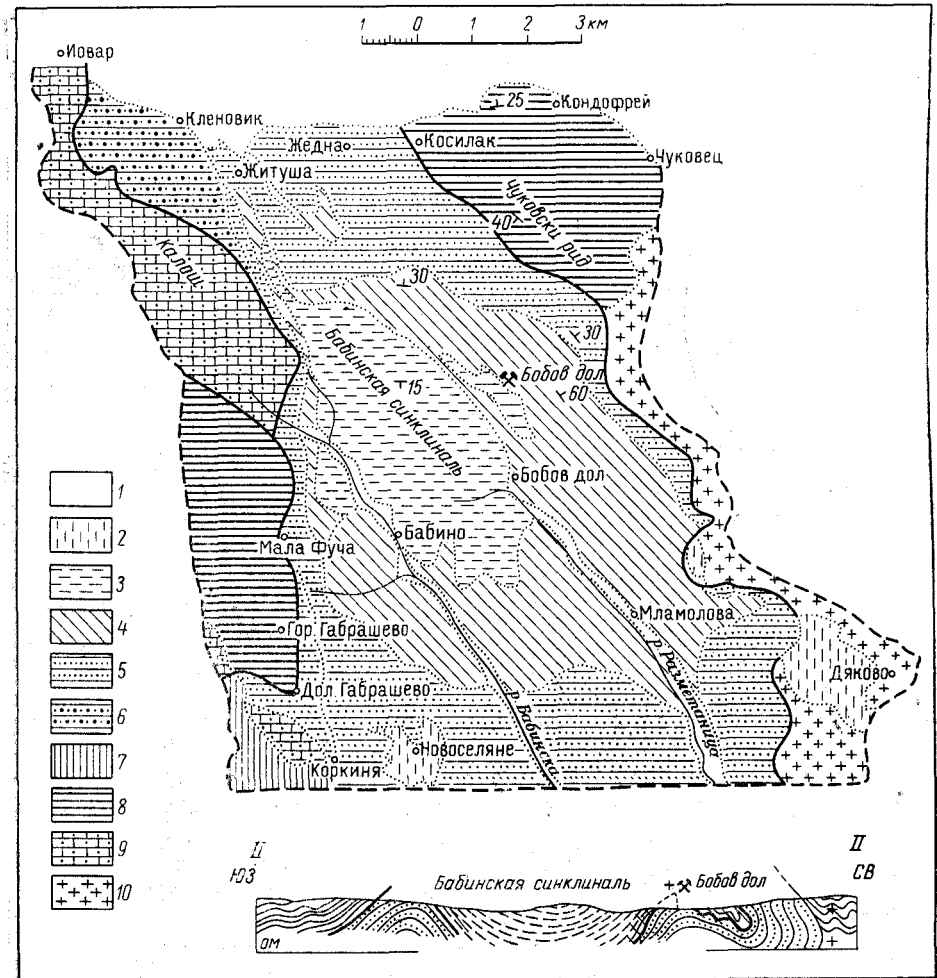 1 0 1 2 3 км
Иовар
25 Кондофрей
Кленовик
Жедна Косилак
Чуковец
Житуша
Чуковски рид
40
Калош
30
30
Бабинская синклиналь
15
Бобов дол
60
Бобов дол
Бабино
Мала Фуча
Мламолова
Гор. Габрашево
Дяково
Дол Габрашево
р. Бабинска
р. Разметаница
Новоселяне
Коркиня
1
2
3
4
5
6
7
8
9
10
II II
ЮЗ СВ
Бабинская синклиналь Бобов дол
0м